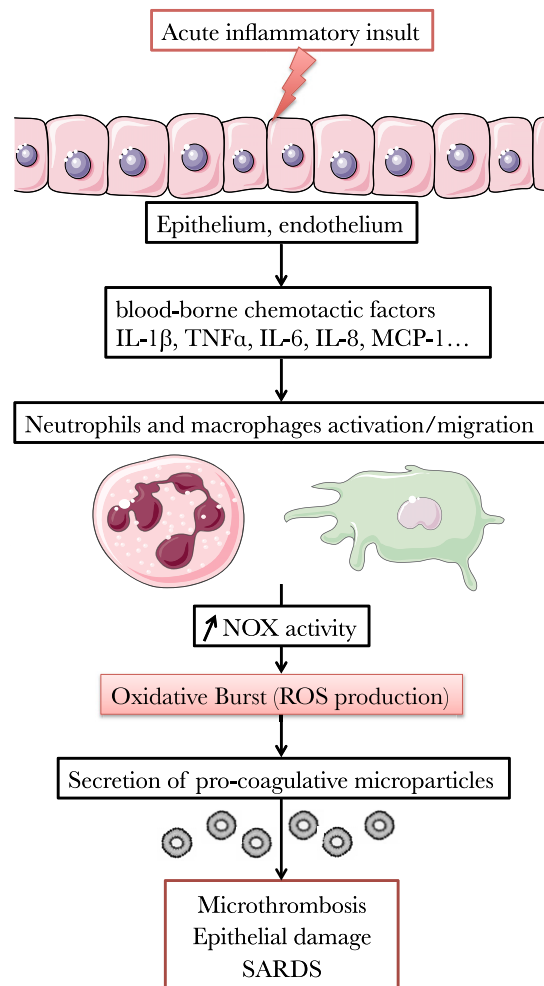 Acute inflammatory insult
Epithelium, endothelium
blood-borne chemotactic factors
IL-1β, TNFα, IL-6, IL-8, MCP-1…
Neutrophils and macrophages activation/migration
NOX activity
Oxidative Burst (ROS production)
Secretion of pro-coagulative microparticles
Microthrombosis
Epithelial damage
SARDS